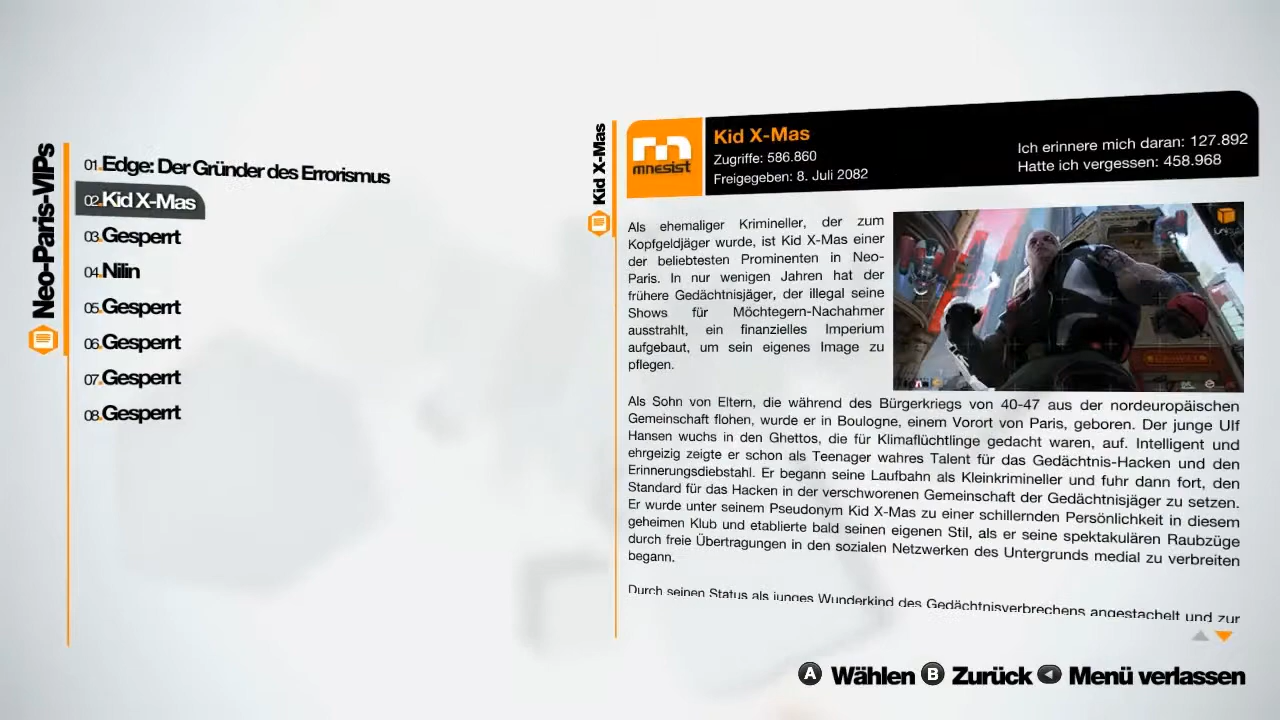 Neo-Paris-VIPs
01.Edge: Der Gründer des Errorismus
02.Kid X-Mas
03.Gesperrt
04.Nilin
05.Gesperrt
06.Gesperrt
07.Gesperrt
08.Gesperrt
Kid X-Mas
mnesist
Kid X-Mas
Zugriffe: 586.860
Freigegeben: 8. Juli 2082
Ich erinnere mich daran: 127.892
Hatte ich vergessen: 458.968
Als ehemaliger Krimineller, der zum
Kopfgeldjäger wurde, ist Kid X-Mas einer
der beliebtesten Prominenten in Neo-
Paris. In nur wenigen Jahren hat der
frühere Gedächtnisjäger, der illegal seine
Shows für Möchtegern-Nachahmer
ausstrahlt, ein finanzielles Imperium
aufgebaut, um sein eigenes Image zu
pflegen.
Als Sohn von Eltern, die während des Bürgerkriegs von 40-47 aus der nordeuropäischen
Gemeinschaft flohen, wurde er in Boulogne, einem Vorort von Paris, geboren. Der junge Ulf
Hansen wuchs in den Ghettos, die für Klimaflüchtlinge gedacht waren, auf. Intelligent und
ehrgeizig zeigte er schon als Teenager wahres Talent für das Gedächtnis-Hacken und den
Erinnerungsdiebstahl. Er begann seine Laufbahn als Kleinkrimineller und fuhr dann fort, den
Standard für das Hacken in der verschworenen Gemeinschaft der Gedächtnisjäger zu setzen.
Er wurde unter seinem Pseudonym Kid X-Mas zu einer schillernden Persönlichkeit in diesem
geheimen Klub und etablierte bald seinen eigenen Stil, als er seine spektakulären Raubzüge
durch freie Übertragungen in den sozialen Netzwerken des Untergrunds medial zu verbreiten
begann.
Durch seinen Status als junges Wunderkind des Gedächtnisverbrechens angestachelt und zur
A Wählen B Zurück Menü verlassen